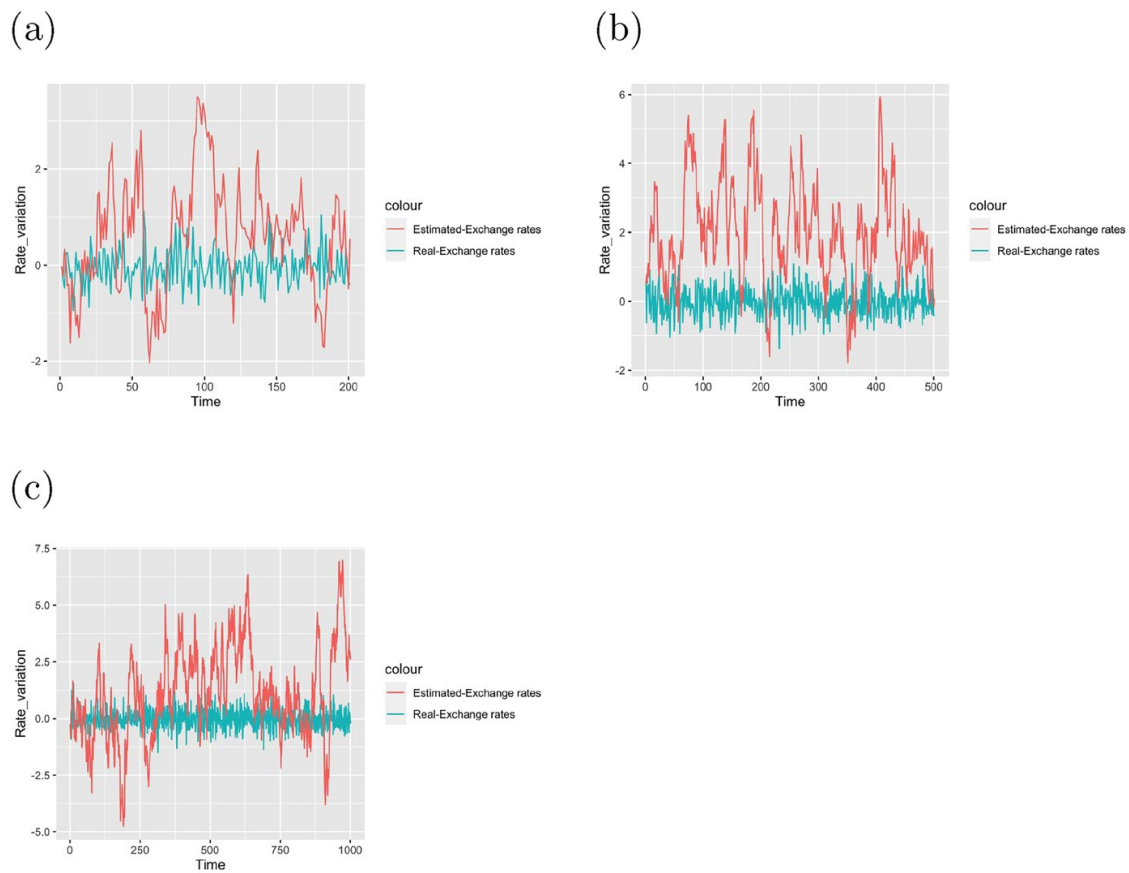 (a)
Rate_variation
2
0
-2
0
50
100
150
200
Time
colour
Estimated-Exchange rates
Real-Exchange rates
(b)
Rate_variation
6
4
2
0
-2
0
100
200
300
400
500
Time
colour
Estimated-Exchange rates
Real-Exchange rates
(c)
Rate_variation
7.5
5.0
2.5
0.0
-2.5
-5.0
0
250
500
750
1000
Time
colour
Estimated-Exchange rates
Real-Exchange rates